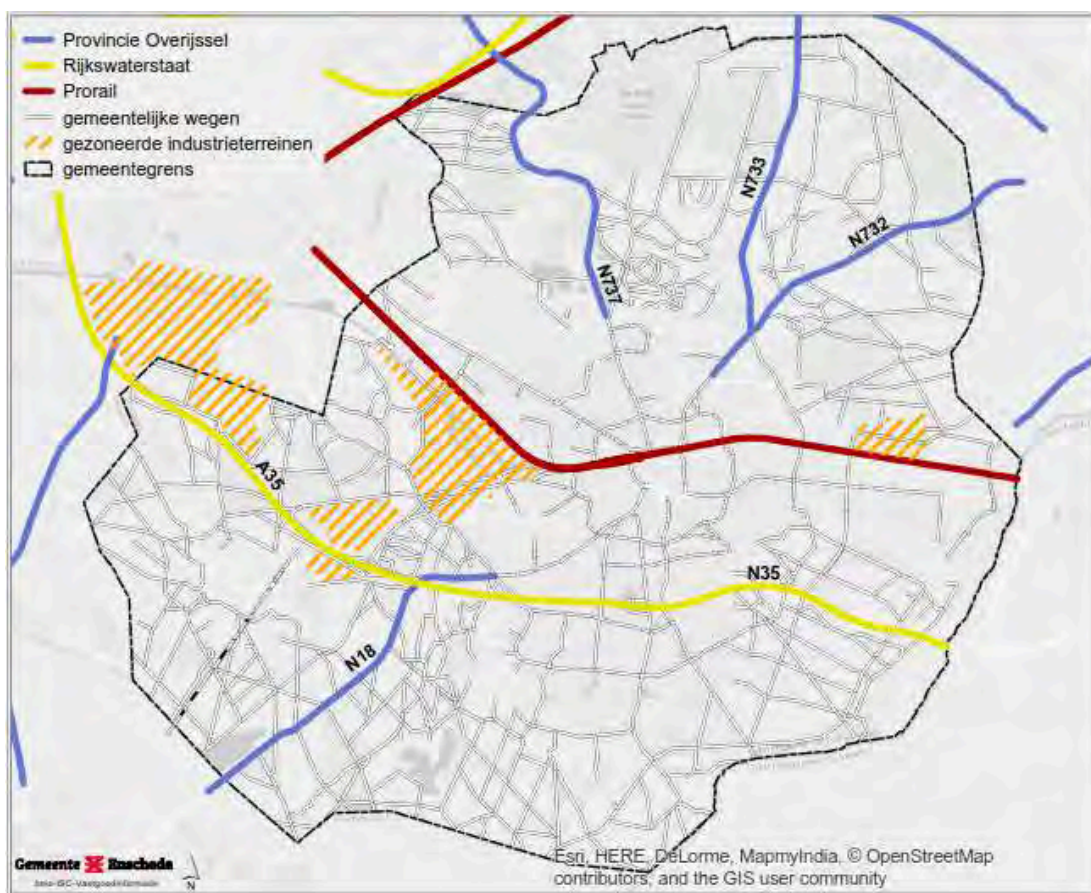 Provincie Overijssel
Rijkswaterstaat
Prorail
gemeentelijke wegen
gezoneerde industrieterreinen
gemeentegrens
N733
N732
N737
A35
N35
N18
Gemeente Enschede
N
Esri, HERE, DeLorme, MapmyIndia, © OpenStreetMap
contributors, and the GIS user community